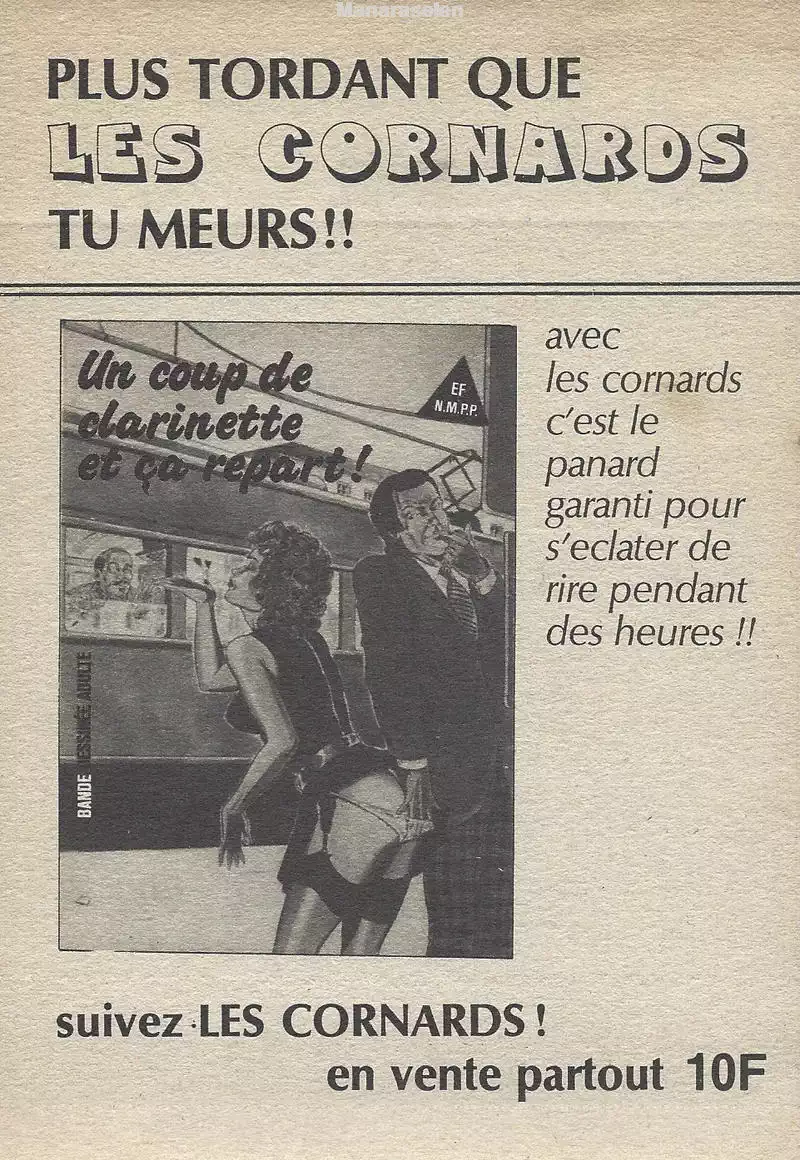 Manaraselen
PLUS TORDANT QUE
LES CORNARDS
TU MEURS!!
Un coup de
clarinette
et ça repart!
EF
N.M.P.P.
BANDE DESSINÉE ADULTE
avec
les cornards
c'est le
panard
garanti pour
s'eclater de
rire pendant
des heures !!
suivez LES CORNARDS !
en vente partout 10F